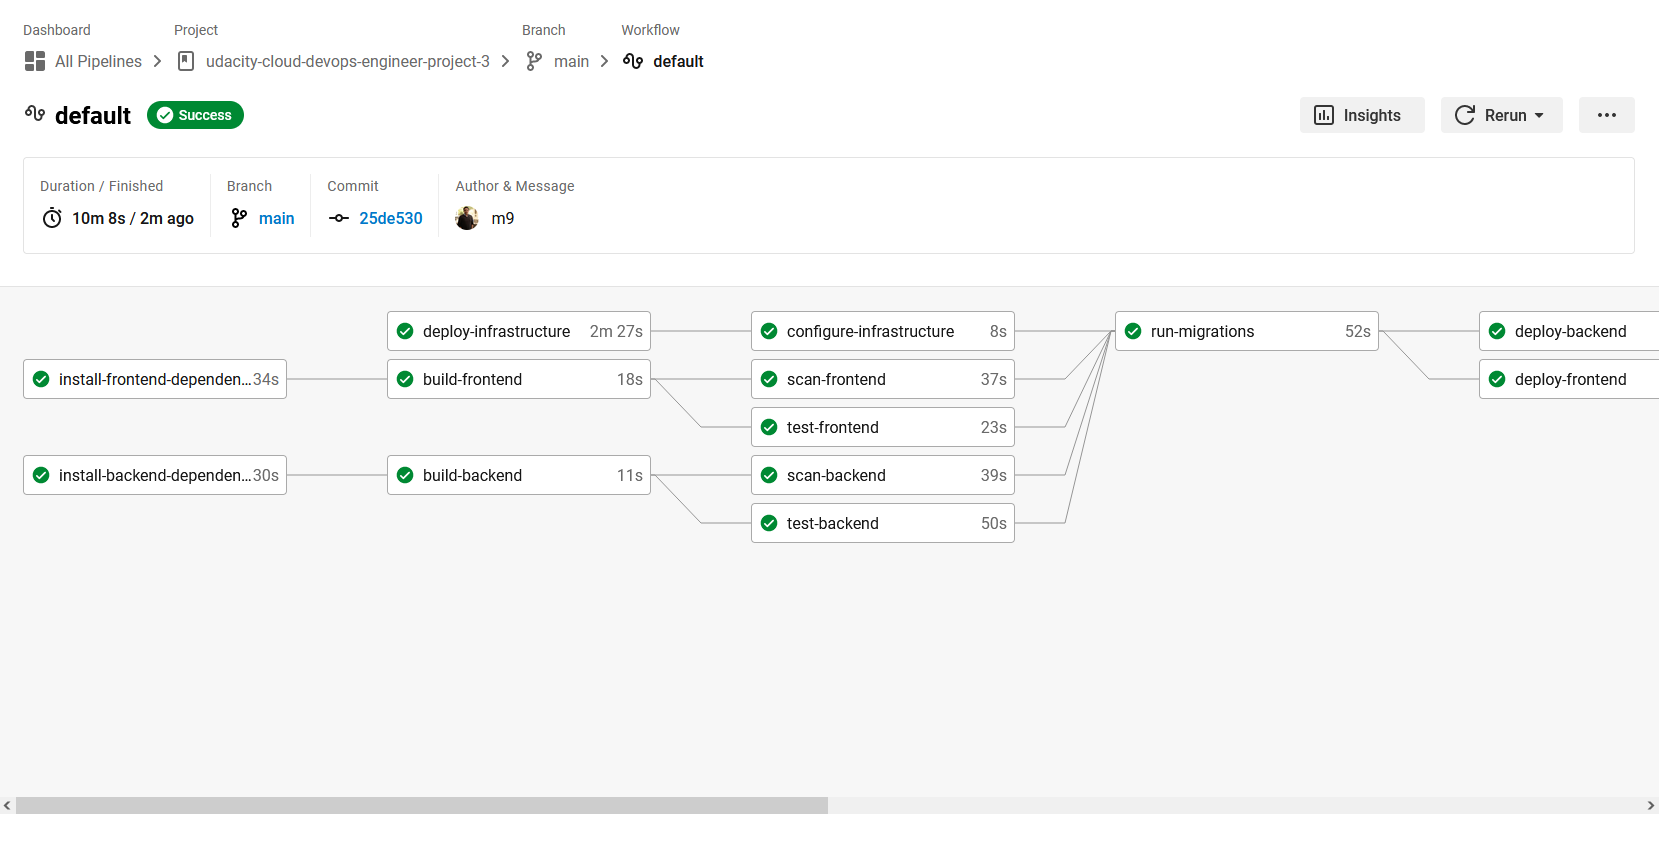 Dashboard Project Branch Workflow
All Pipelines udacity-cloud-devops-engineer-project-3 main default
default Success Insights Rerun
Duration / Finished Branch Commit Author & Message
10m 8s / 2m ago main 25de530 m9
deploy-infrastructure 2m 27s configure-infrastructure 8s run-migrations 52s deploy-backend
install-frontend-dependen... 34s build-frontend 18s scan-frontend 37s deploy-frontend
test-frontend 23s
install-backend-dependen... 30s build-backend 11s scan-backend 39s
test-backend 50s